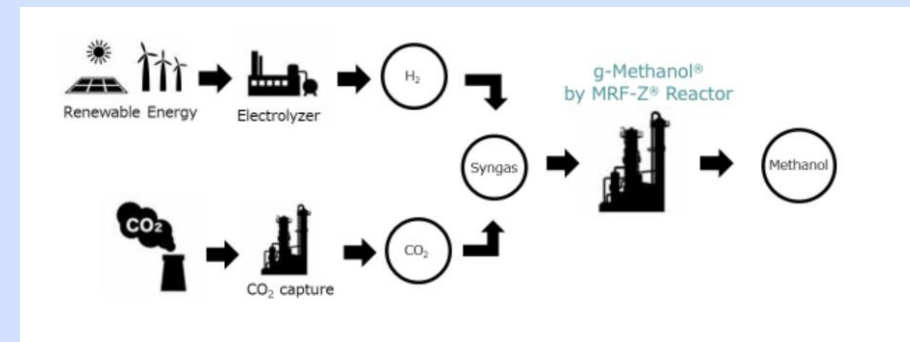 Renewable Energy
Electrolyzer
H₂
Syngas
g-Methanol®
by MRF-Z® Reactor
Methanol
CO₂
CO₂ capture
CO₂